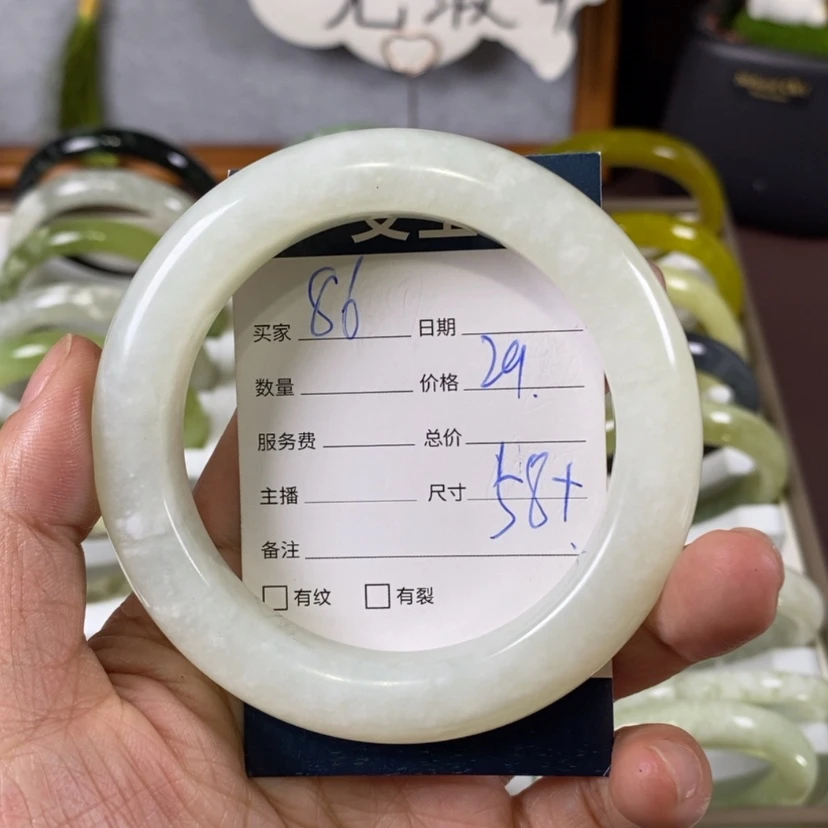 买家 86 日期
数量 价格 29.
服务费 总价
主播 尺寸 58+
备注
□有纹 □有裂